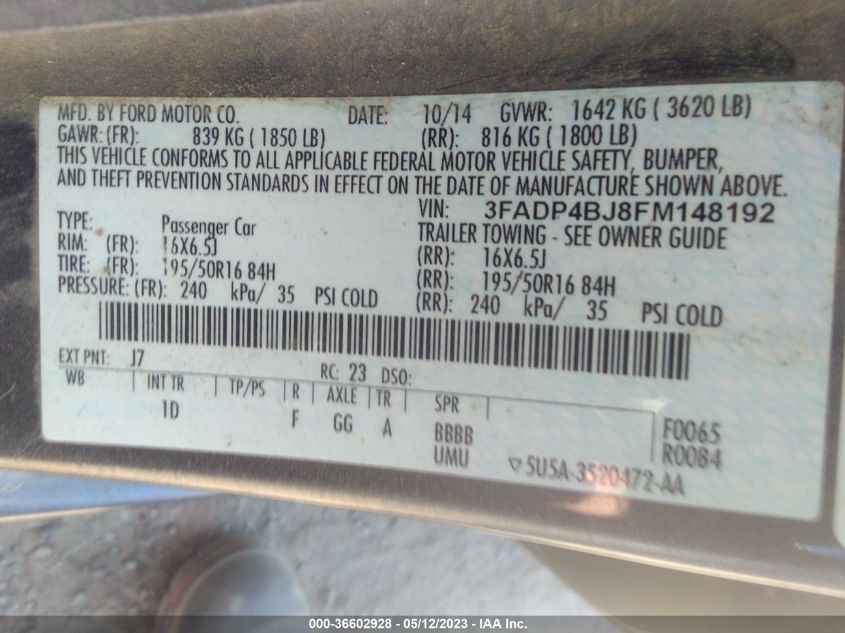 MFD. BY FORD MOTOR CO. DATE: 10/14 GVWR: 1642 KG ( 3620 LB)
GAWR: (FR): 839 KG ( 1850 LB) (RR): 816 KG ( 1800 LB)
THIS VEHICLE CONFORMS TO ALL APPLICABLE FEDERAL MOTOR VEHICLE SAFETY, BUMPER,
AND THEFT PREVENTION STANDARDS IN EFFECT ON THE DATE OF MANUFACTURE SHOWN ABOVE.
VIN: 3FADP4BJ8FM148192
TYPE: Passenger Car TRAILER TOWING - SEE OWNER GUIDE
RIM: (FR): 16X6.5J (RR): 16X6.5J
TIRE: (FR): 195/50R16 84H (RR): 195/50R16 84H
PRESSURE: (FR): 240 kPa/ 35 PSI COLD (RR): 240 kPa/ 35 PSI COLD
EXT PNT: J7 RC: 23 DSO:
WB INT TR TP/PS R AXLE TR SPR
1D F GG A BBBB F0065
UMU R0084
▽5U5A-3520472-AA
000-36602928 - 05/12/2023 - IAA Inc.